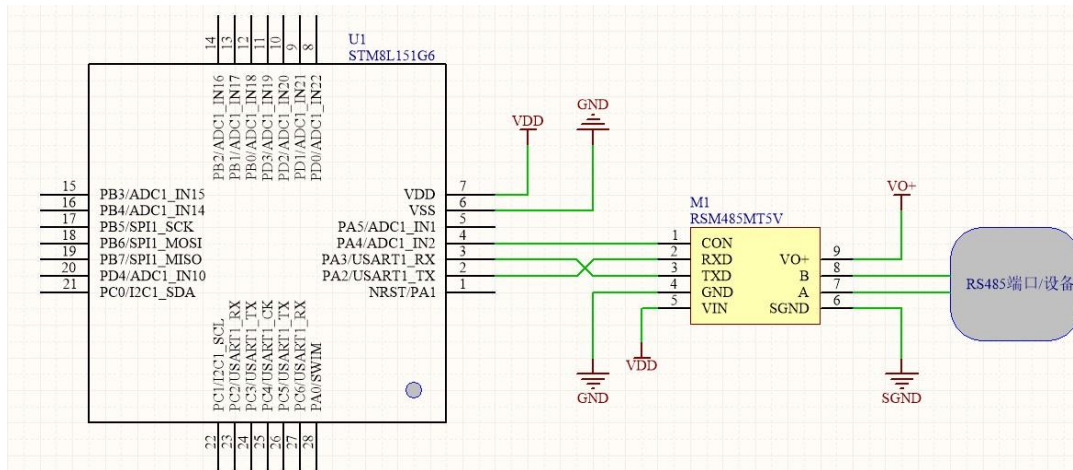 U1
STM8L151G6
14
13
12
11
10
9
8
PB2/ADC1_IN16
PB1/ADC1_IN17
PB0/ADC1_IN18
PD3/ADC1_IN19
PD2/ADC1_IN20
PD1/ADC1_IN21
PD0/ADC1_IN22
15 PB3/ADC1_IN15
16 PB4/ADC1_IN14
17 PB5/SPI1_SCK
18 PB6/SPI1_MOSI
19 PB7/SPI1_MISO
20 PD4/ADC1_IN10
21 PC0/I2C1_SDA
VDD 7
VSS 6
PA5/ADC1_IN1 5
PA4/ADC1_IN2 4
PA3/USART1_RX 3
PA2/USART1_TX 2
NRST/PA1 1
PC1/I2C1_SCL
PC2/USART1_RX
PC3/USART1_TX
PC4/USART1_CK
PC5/USART1_TX
PC6/USART1_RX
PA0/SWIM
22
23
24
25
26
27
28
VDD
GND
M1
RSM485MT5V
1 CON
2 RXD
3 TXD
4 GND
5 VIN
VO+ 9
B 8
A 7
SGND 6
VO+
RS485端口/设备
VDD
GND
SGND